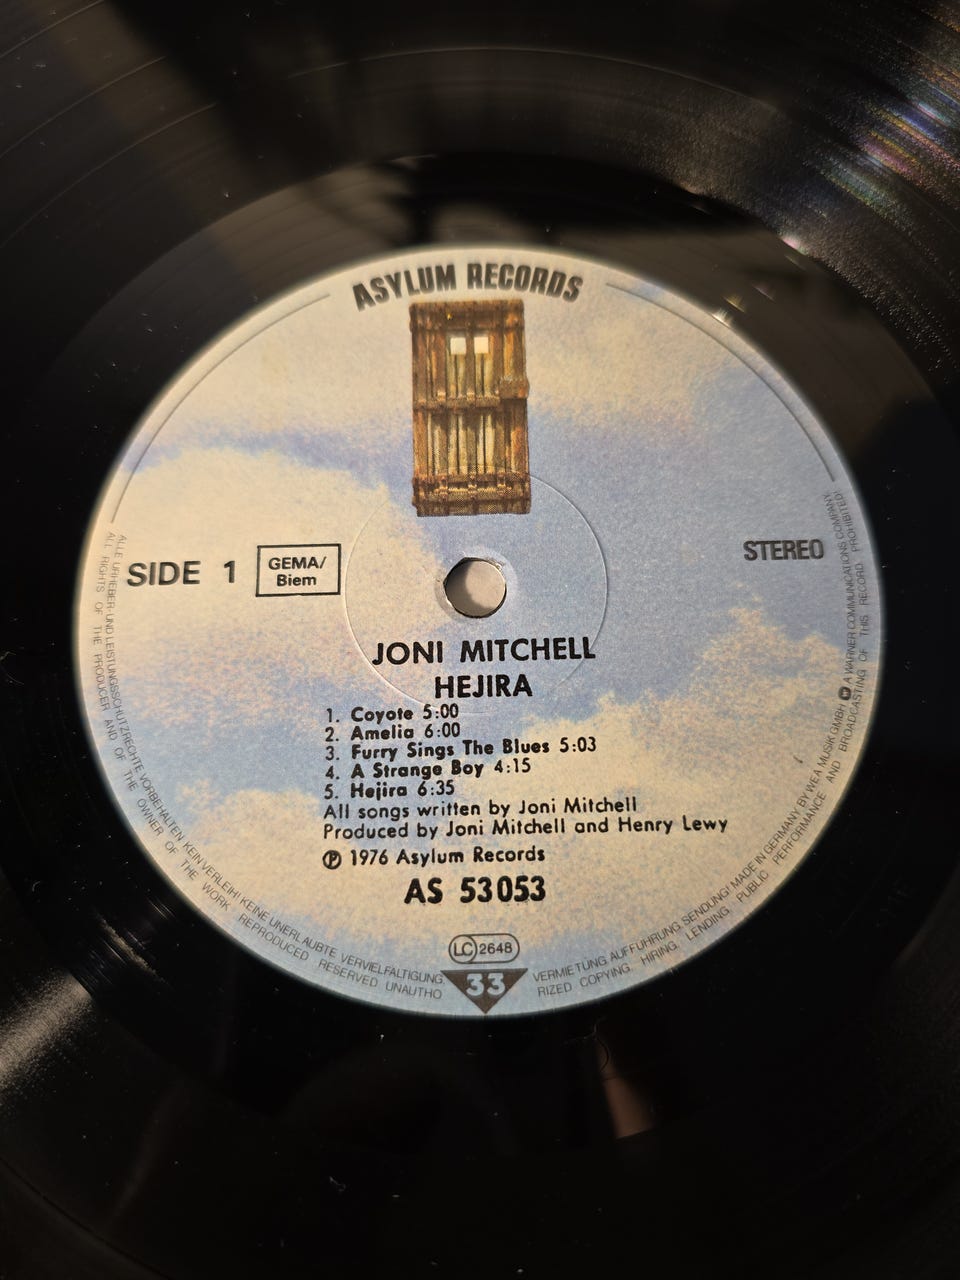 ASYLUM RECORDS
SIDE 1
GEMA/
Biem
STEREO
JONI MITCHELL
HEJIRA
1. Coyote 5:00
2. Amelia 6:00
3. Furry Sings The Blues 5:03
4. A Strange Boy 4:15
5. Hejira 6:35
All songs written by Joni Mitchell
Produced by Joni Mitchell and Henry Lewy
℗ 1976 Asylum Records
AS 53053
LC 2648
33
ALLE URHEBER- UND LEISTUNGSSCHUTZRECHTE VORBEHALTEN KEIN VERLEIH! KEINE UNERLAUBTE VERVIELFÄLTIGUNG, VERMIETUNG AUFFÜHRUNG, SENDUNG! MADE IN GERMANY BY WEA MUSIK GMBH A WARNER COMMUNICATIONS COMPANY
ALL RIGHTS OF THE PRODUCER AND OF THE OWNER OF THE WORK REPRODUCED RESERVED UNAUTHO RIZED COPYING, HIRING, LENDING, PUBLIC PERFORMANCE AND BROADCASTING OF THIS RECORD PROHIBITED